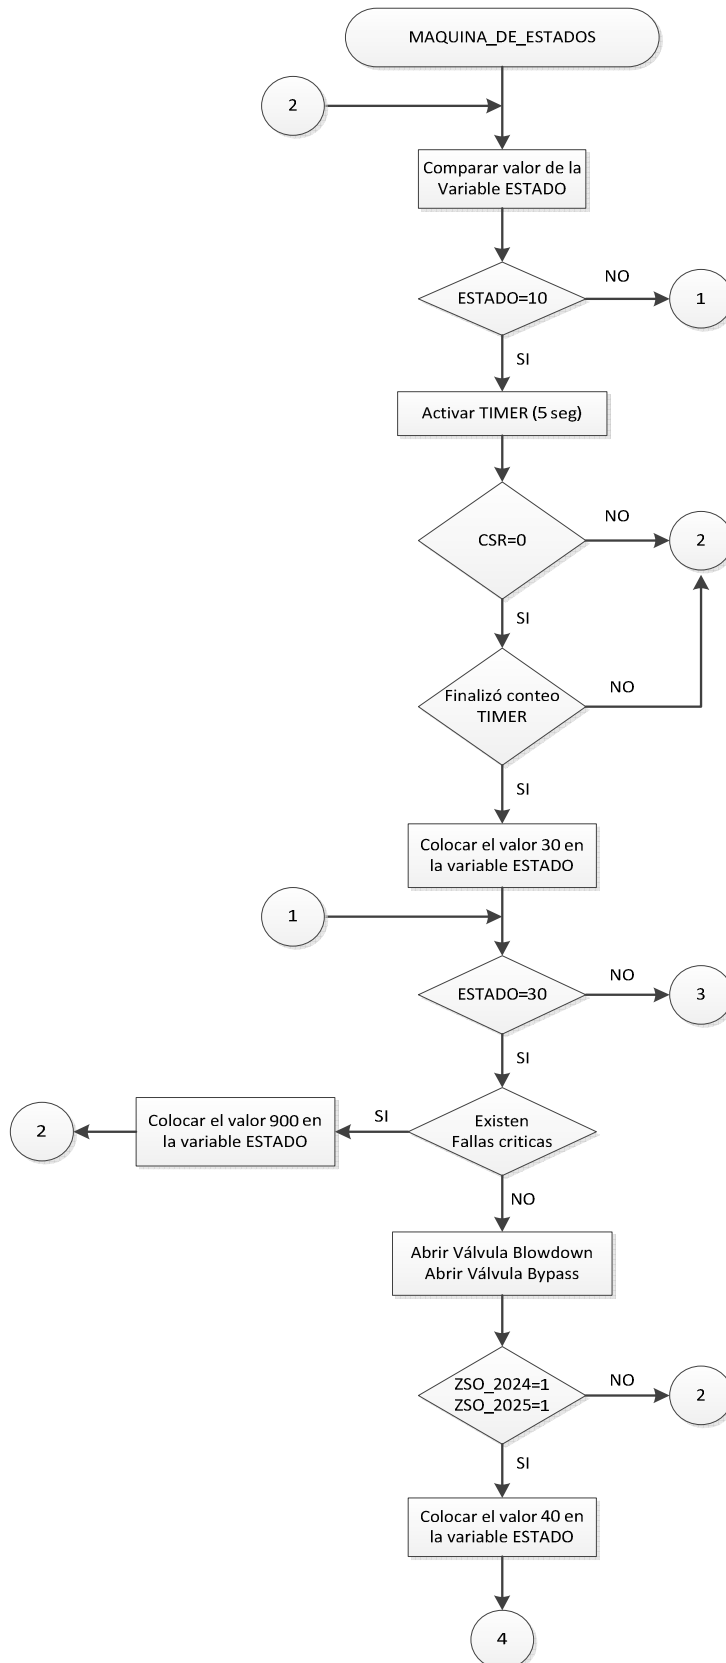 MAQUINA_DE_ESTADOS
2
Comparar valor de la
Variable ESTADO
ESTADO=10
NO
1
SI
Activar TIMER (5 seg)
CSR=0
NO
2
SI
Finalizó conteo
TIMER
NO
SI
Colocar el valor 30 en
la variable ESTADO
1
ESTADO=30
NO
3
SI
Existen
Fallas criticas
SI
Colocar el valor 900 en
la variable ESTADO
2
NO
Abrir Válvula Blowdown
Abrir Válvula Bypass
ZSO_2024=1
ZSO_2025=1
NO
2
SI
Colocar el valor 40 en
la variable ESTADO
4